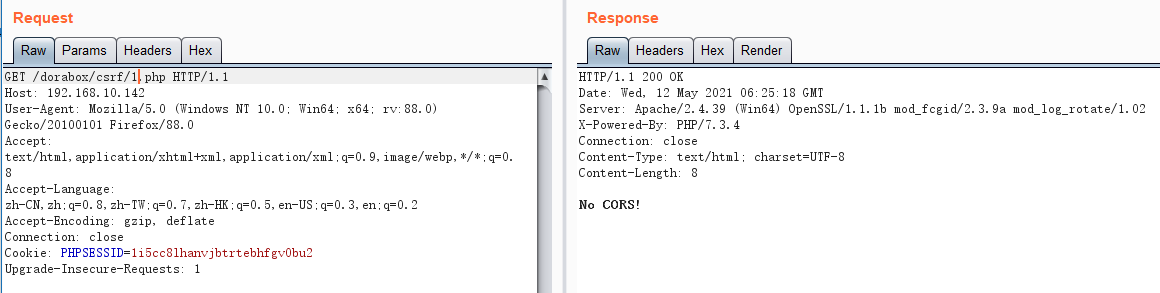 Request
Raw Params Headers Hex
GET /dorabox/csrf/1.php HTTP/1.1
Host: 192.168.10.142
User-Agent: Mozilla/5.0 (Windows NT 10.0; Win64; x64; rv:88.0)
Gecko/20100101 Firefox/88.0
Accept:
text/html,application/xhtml+xml,application/xml;q=0.9,image/webp,*/*;q=0.
8
Accept-Language:
zh-CN,zh;q=0.8,zh-TW;q=0.7,zh-HK;q=0.5,en-US;q=0.3,en;q=0.2
Accept-Encoding: gzip, deflate
Connection: close
Cookie: PHPSESSID=1i5cc8lhanvjbtrtebhfgv0bu2
Upgrade-Insecure-Requests: 1
Response
Raw Headers Hex Render
HTTP/1.1 200 OK
Date: Wed, 12 May 2021 06:25:18 GMT
Server: Apache/2.4.39 (Win64) OpenSSL/1.1.1b mod_fcgid/2.3.9a mod_log_rotate/1.02
X-Powered-By: PHP/7.3.4
Connection: close
Content-Type: text/html; charset=UTF-8
Content-Length: 8
No CORS!